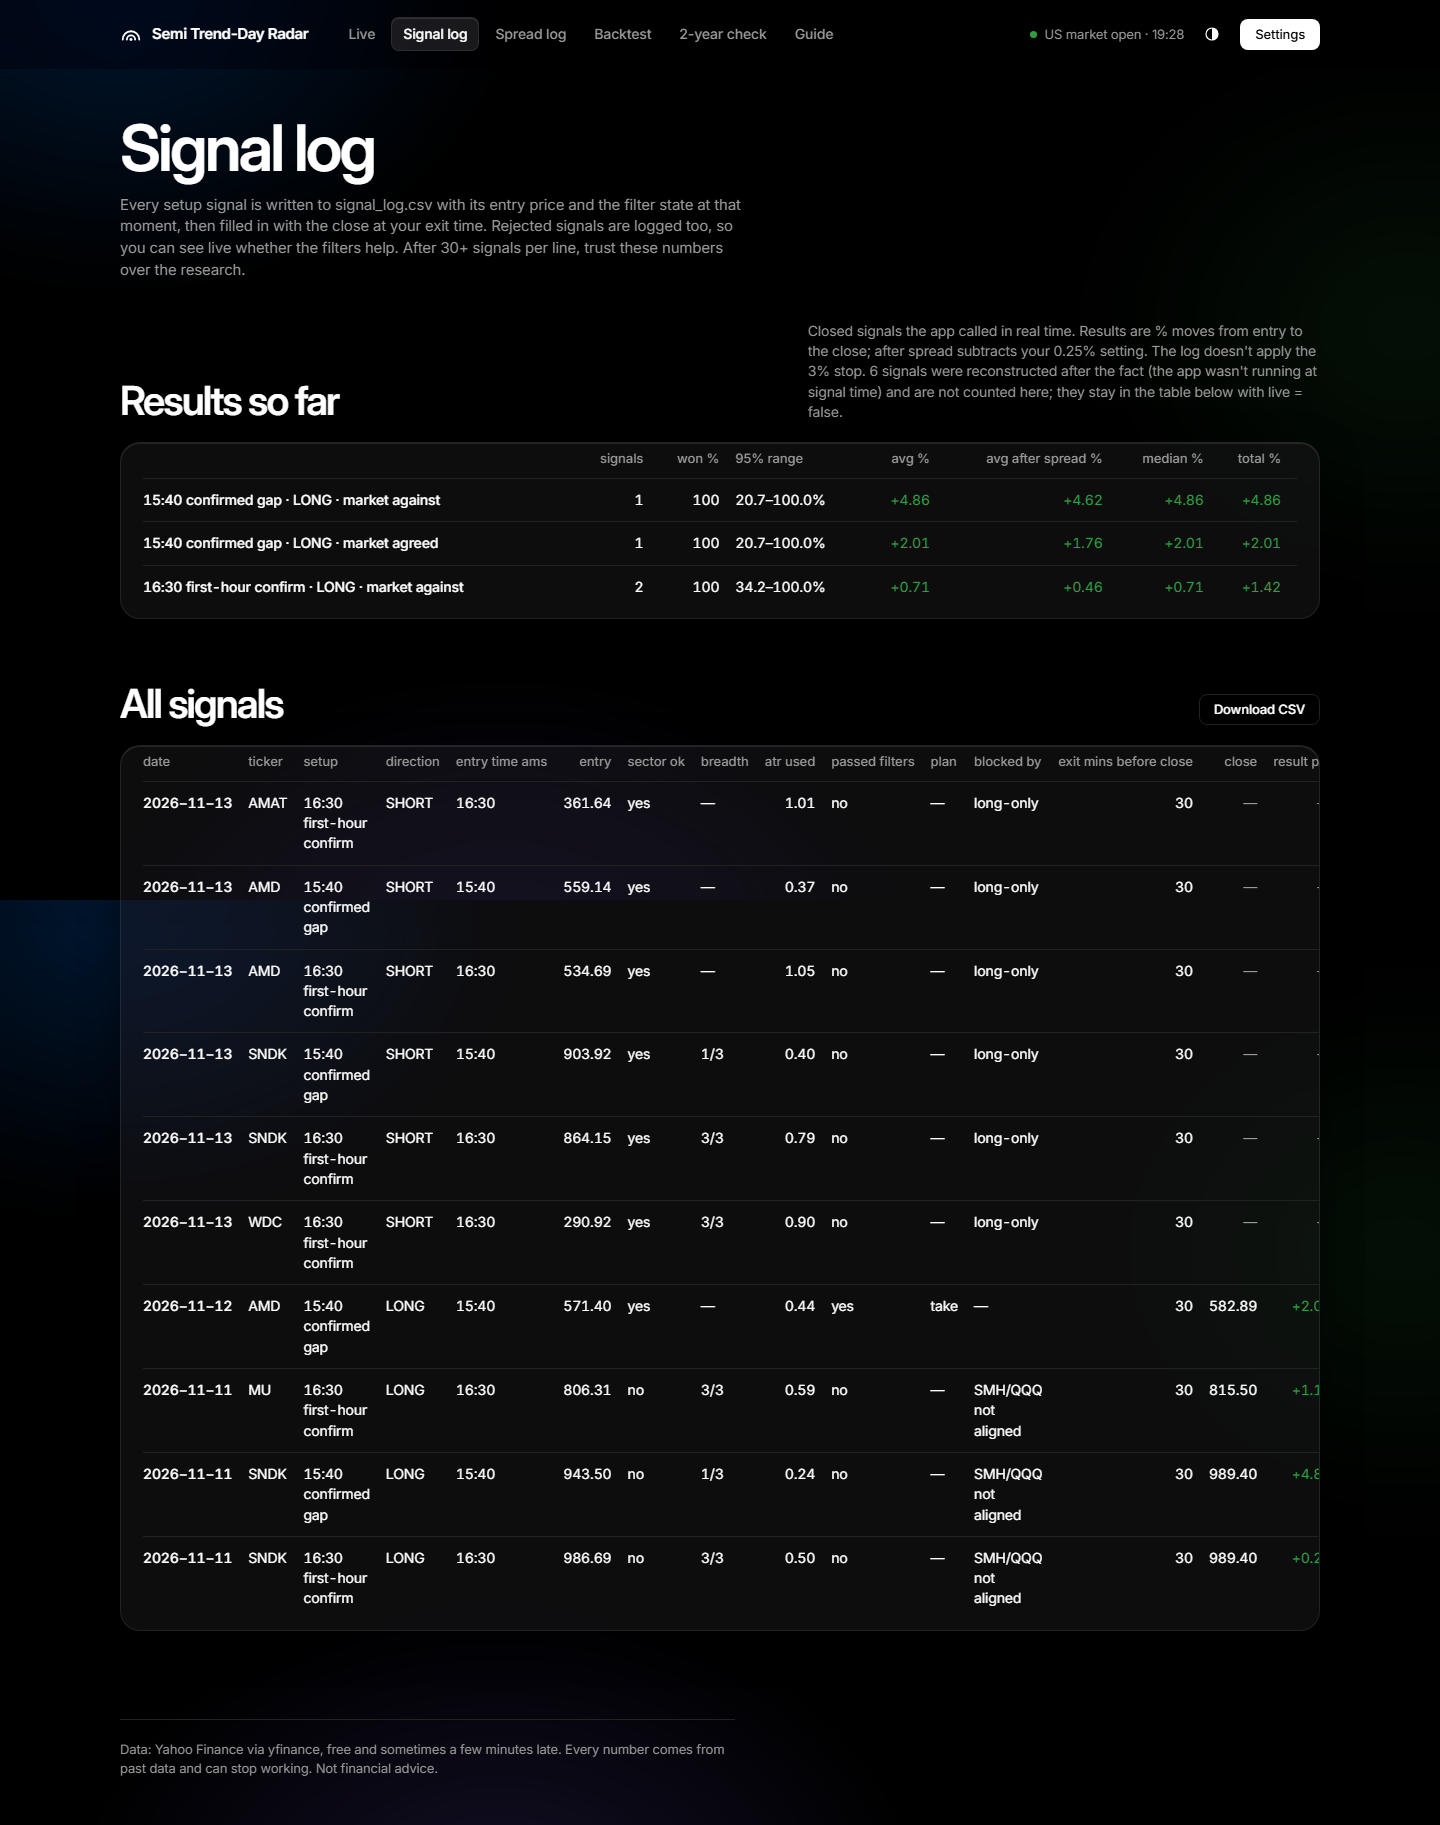 Semi Trend-Day Radar Live Signal log Spread log Backtest 2-year check Guide US market open · 19:28 Settings
Signal log
Every setup signal is written to signal_log.csv with its entry price and the filter state at that
moment, then filled in with the close at your exit time. Rejected signals are logged too, so
you can see live whether the filters help. After 30+ signals per line, trust these numbers
over the research.
Results so far
Closed signals the app called in real time. Results are % moves from entry to
the close; after spread subtracts your 0.25% setting. The log doesn't apply the
3% stop. 6 signals were reconstructed after the fact (the app wasn't running at
signal time) and are not counted here; they stay in the table below with live =
false.
signals won % 95% range avg % avg after spread % median % total %
15:40 confirmed gap · LONG · market against 1 100 20.7–100.0% +4.86 +4.62 +4.86 +4.86
15:40 confirmed gap · LONG · market agreed 1 100 20.7–100.0% +2.01 +1.76 +2.01 +2.01
16:30 first-hour confirm · LONG · market against 2 100 34.2–100.0% +0.71 +0.46 +0.71 +1.42
All signals
Download CSV
date ticker setup direction entry time ams entry sector ok breadth atr used passed filters plan blocked by exit mins before close close result p
2026-11-13 AMAT 16:30 SHORT 16:30 361.64 yes — 1.01 no — long-only 30 —
first-hour
confirm
2026-11-13 AMD 15:40 SHORT 15:40 559.14 yes — 0.37 no — long-only 30 —
confirmed
gap
2026-11-13 AMD 16:30 SHORT 16:30 534.69 yes — 1.05 no — long-only 30 —
first-hour
confirm
2026-11-13 SNDK 15:40 SHORT 15:40 903.92 yes 1/3 0.40 no — long-only 30 —
confirmed
gap
2026-11-13 SNDK 16:30 SHORT 16:30 864.15 yes 3/3 0.79 no — long-only 30 —
first-hour
confirm
2026-11-13 WDC 16:30 SHORT 16:30 290.92 yes 3/3 0.90 no — long-only 30 —
first-hour
confirm
2026-11-12 AMD 15:40 LONG 15:40 571.40 yes — 0.44 yes take — 30 582.89 +2.0
confirmed
gap
2026-11-11 MU 16:30 LONG 16:30 806.31 no 3/3 0.59 no — SMH/QQQ 30 815.50 +1.1
first-hour not
confirm aligned
2026-11-11 SNDK 15:40 LONG 15:40 943.50 no 1/3 0.24 no — SMH/QQQ 30 989.40 +4.8
confirmed not
gap aligned
2026-11-11 SNDK 16:30 LONG 16:30 986.69 no 3/3 0.50 no — SMH/QQQ 30 989.40 +0.2
first-hour not
confirm aligned
Data: Yahoo Finance via yfinance, free and sometimes a few minutes late. Every number comes from
past data and can stop working. Not financial advice.